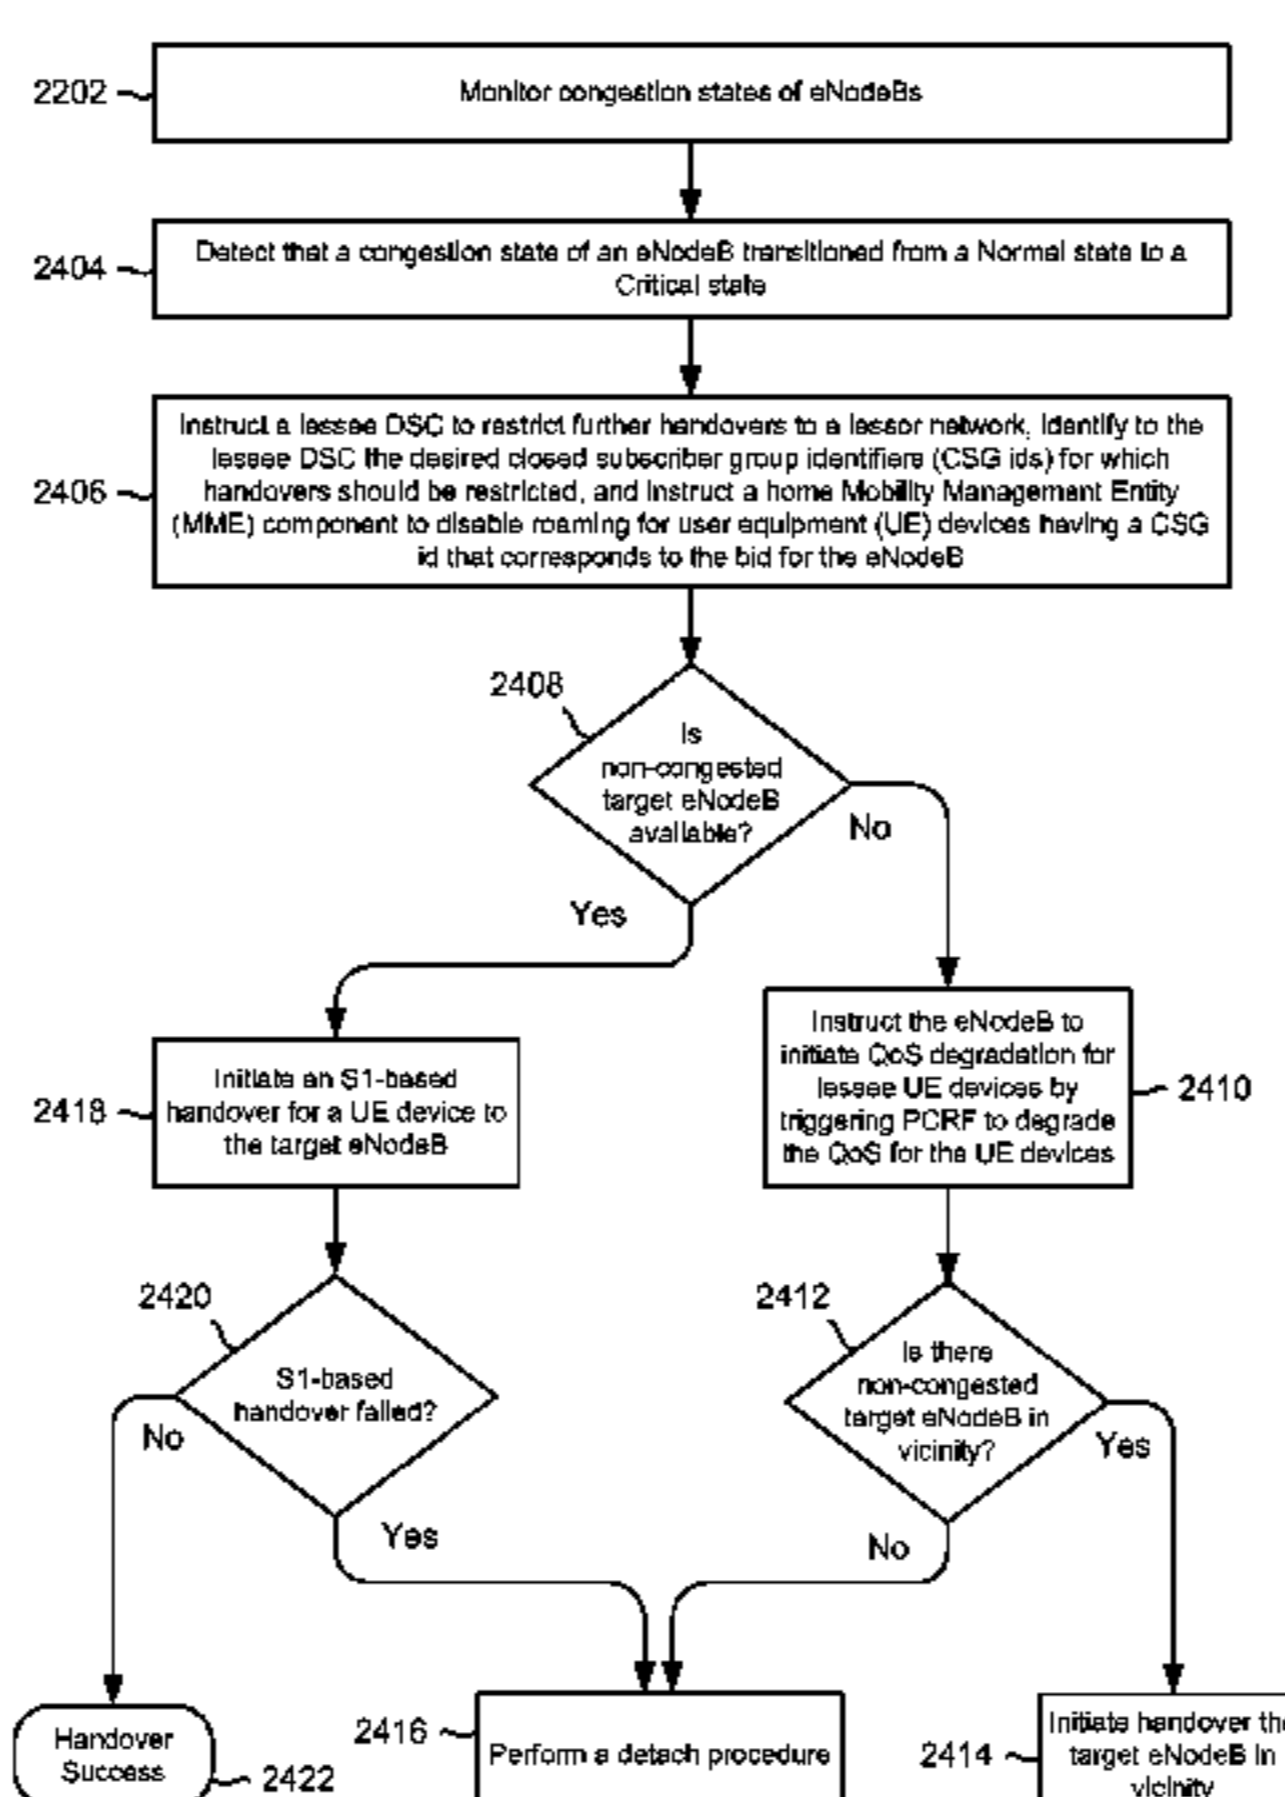 2202
Monitor congestion states of eNodeBs
2404
Detect that a congestion state of an eNodeB transitioned from a Normal state to a
Critical state
2406
Instruct a lessee DSC to restrict further handovers to a lessor network, identify to the
lessee DSC the desired closed subscriber group identifiers (CSG ids) for which
handovers should be restricted, and instruct a home Mobility Management Entity
(MME) component to disable roaming for user equipment (UE) devices having a CSG
id that corresponds to the bid for the eNodeB
2408
Is
non-congested
target eNodeB
available?
No
Yes
2418
Initiate an S1-based
handover for a UE device to
the target eNodeB
Instruct the eNodeB to
initiate QoS degradation for
lessee UE devices by
triggering PCRF to degrade
the QoS for the UE devices
2410
2420
S1-based
handover failed?
No
Yes
2412
Is there
non-congested
target eNodeB in
vicinity?
Yes
No
Handover
Success
2422
2416
Perform a detach procedure
2414
Initiate handover the
target eNodeB in
vicinity